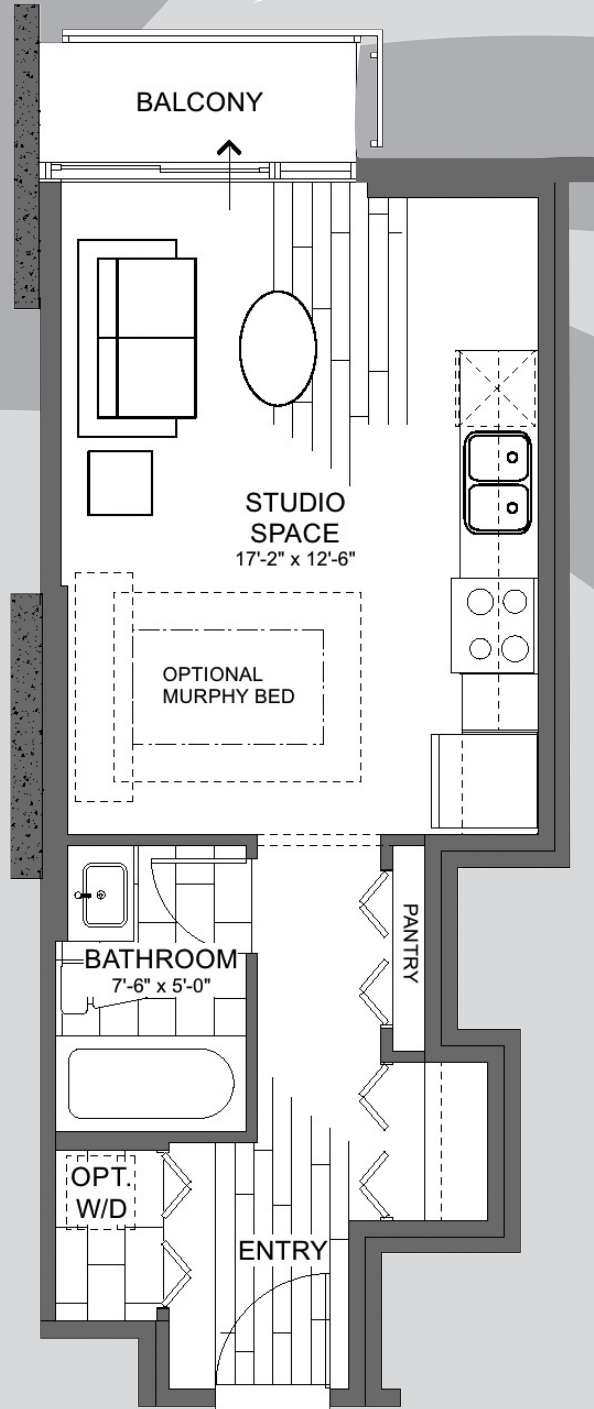 BALCONY
STUDIO
SPACE
17'-2" x 12'-6"
OPTIONAL
MURPHY BED
PANTRY
BATHROOM
7'-6" x 5'-0"
OPT.
W/D
ENTRY